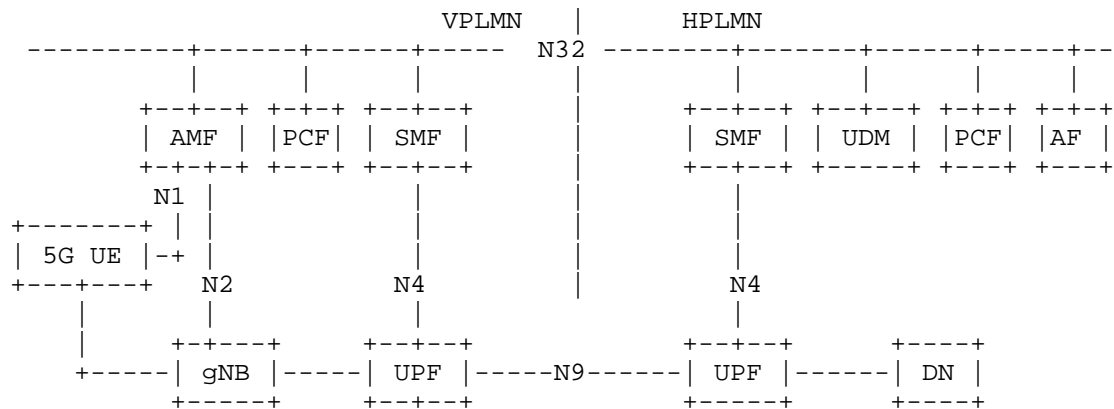 VPLMN HPLMN
N32
AMF PCF SMF SMF UDM PCF AF
N1
5G UE
N2 N4 N4
gNB UPF N9 UPF DN